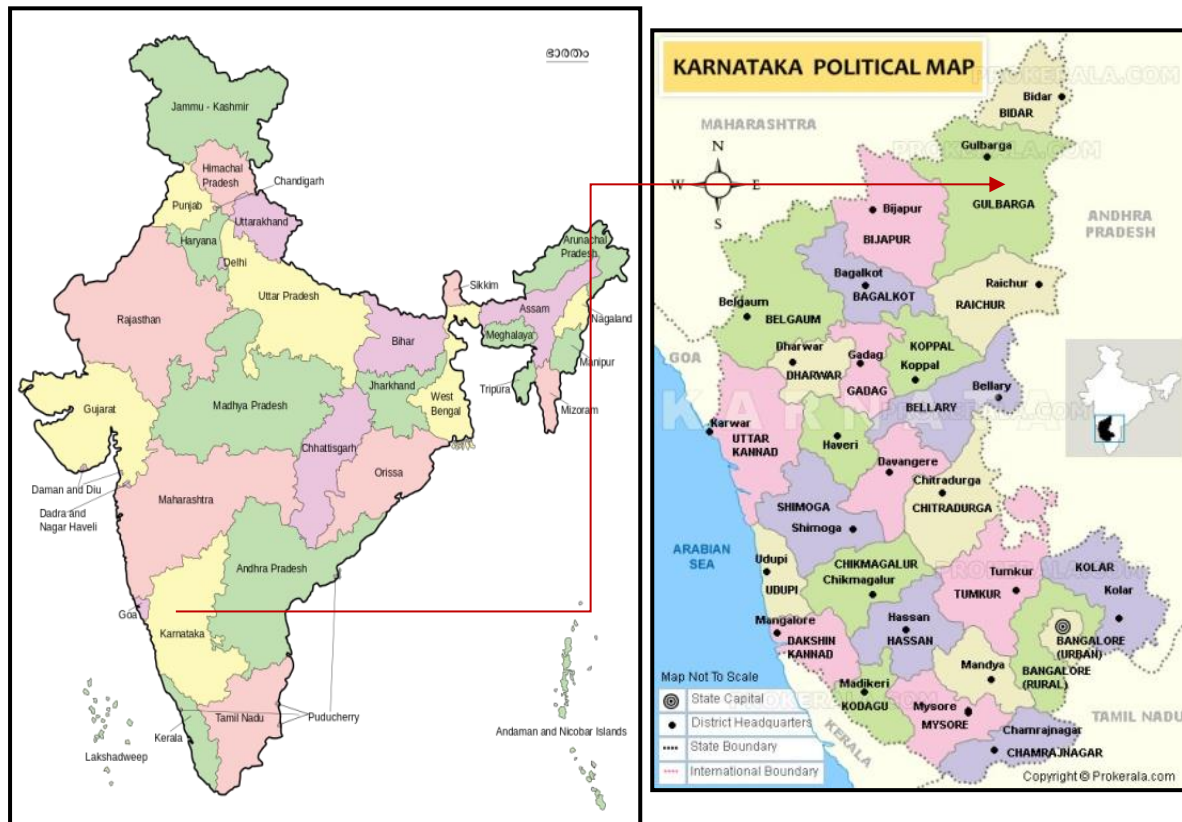 ഭാരതം
Jammu - Kashmir
Himachal
Pradesh
Chandigarh
Punjab
Uttarakhand
Haryana
Delhi
Arunachal
Pradesh
Sikkim
Uttar Pradesh
Rajasthan
Assam
Nagaland
Bihar
Meghalaya
Manipur
Jharkhand
Tripura
West
Bengal
Mizoram
Gujarat
Madhya Pradesh
Chhattisgarh
Orissa
Daman and Diu
Maharashtra
Dadra and
Nagar Haveli
Andhra Pradesh
Goa
Karnataka
Tamil Nadu
Puducherry
Kerala
Lakshadweep
Andaman and Nicobar Islands
KARNATAKA POLITICAL MAP
PROKERALA.COM
MAHARASHTRA
N
W
E
S
Bidar
BIDAR
Gulbarga
PROKERALA.COM
GULBARGA
ANDHRA
PRADESH
Bijapur
BIJAPUR
Bagalkot
BAGALKOT
Raichur
RAICHUR
Belgaum
BELGAUM
GOA
Dharwar
DHARWAR
Gadag
GADAG
KOPPAL
Koppal
Bellary
BELLARY
PROKERALA.COM
Karwar
UTTAR
KANNAD
Haveri
Davangere
Chitradurga
CHITRADURGA
SHIMOGA
Shimoga
ARABIAN
SEA
Udupi
UDUPI
CHIKMAGALUR
Chikmagalur
PROKERALA.COM
Tumkur
TUMKUR
KOLAR
Kolar
Mangalore
DAKSHIN
KANNAD
Hassan
HASSAN
BANGALORE
(URBAN)
BANGALORE
(RURAL)
Mandya
Madikeri
KODAGU
Mysore
MYSORE
KERALA
TAMIL NADU
Chamrajnagar
CHAMRAJNAGAR
Map Not To Scale
State Capital
District Headquarters
State Boundary
International Boundary
Copyright © Prokerala.com